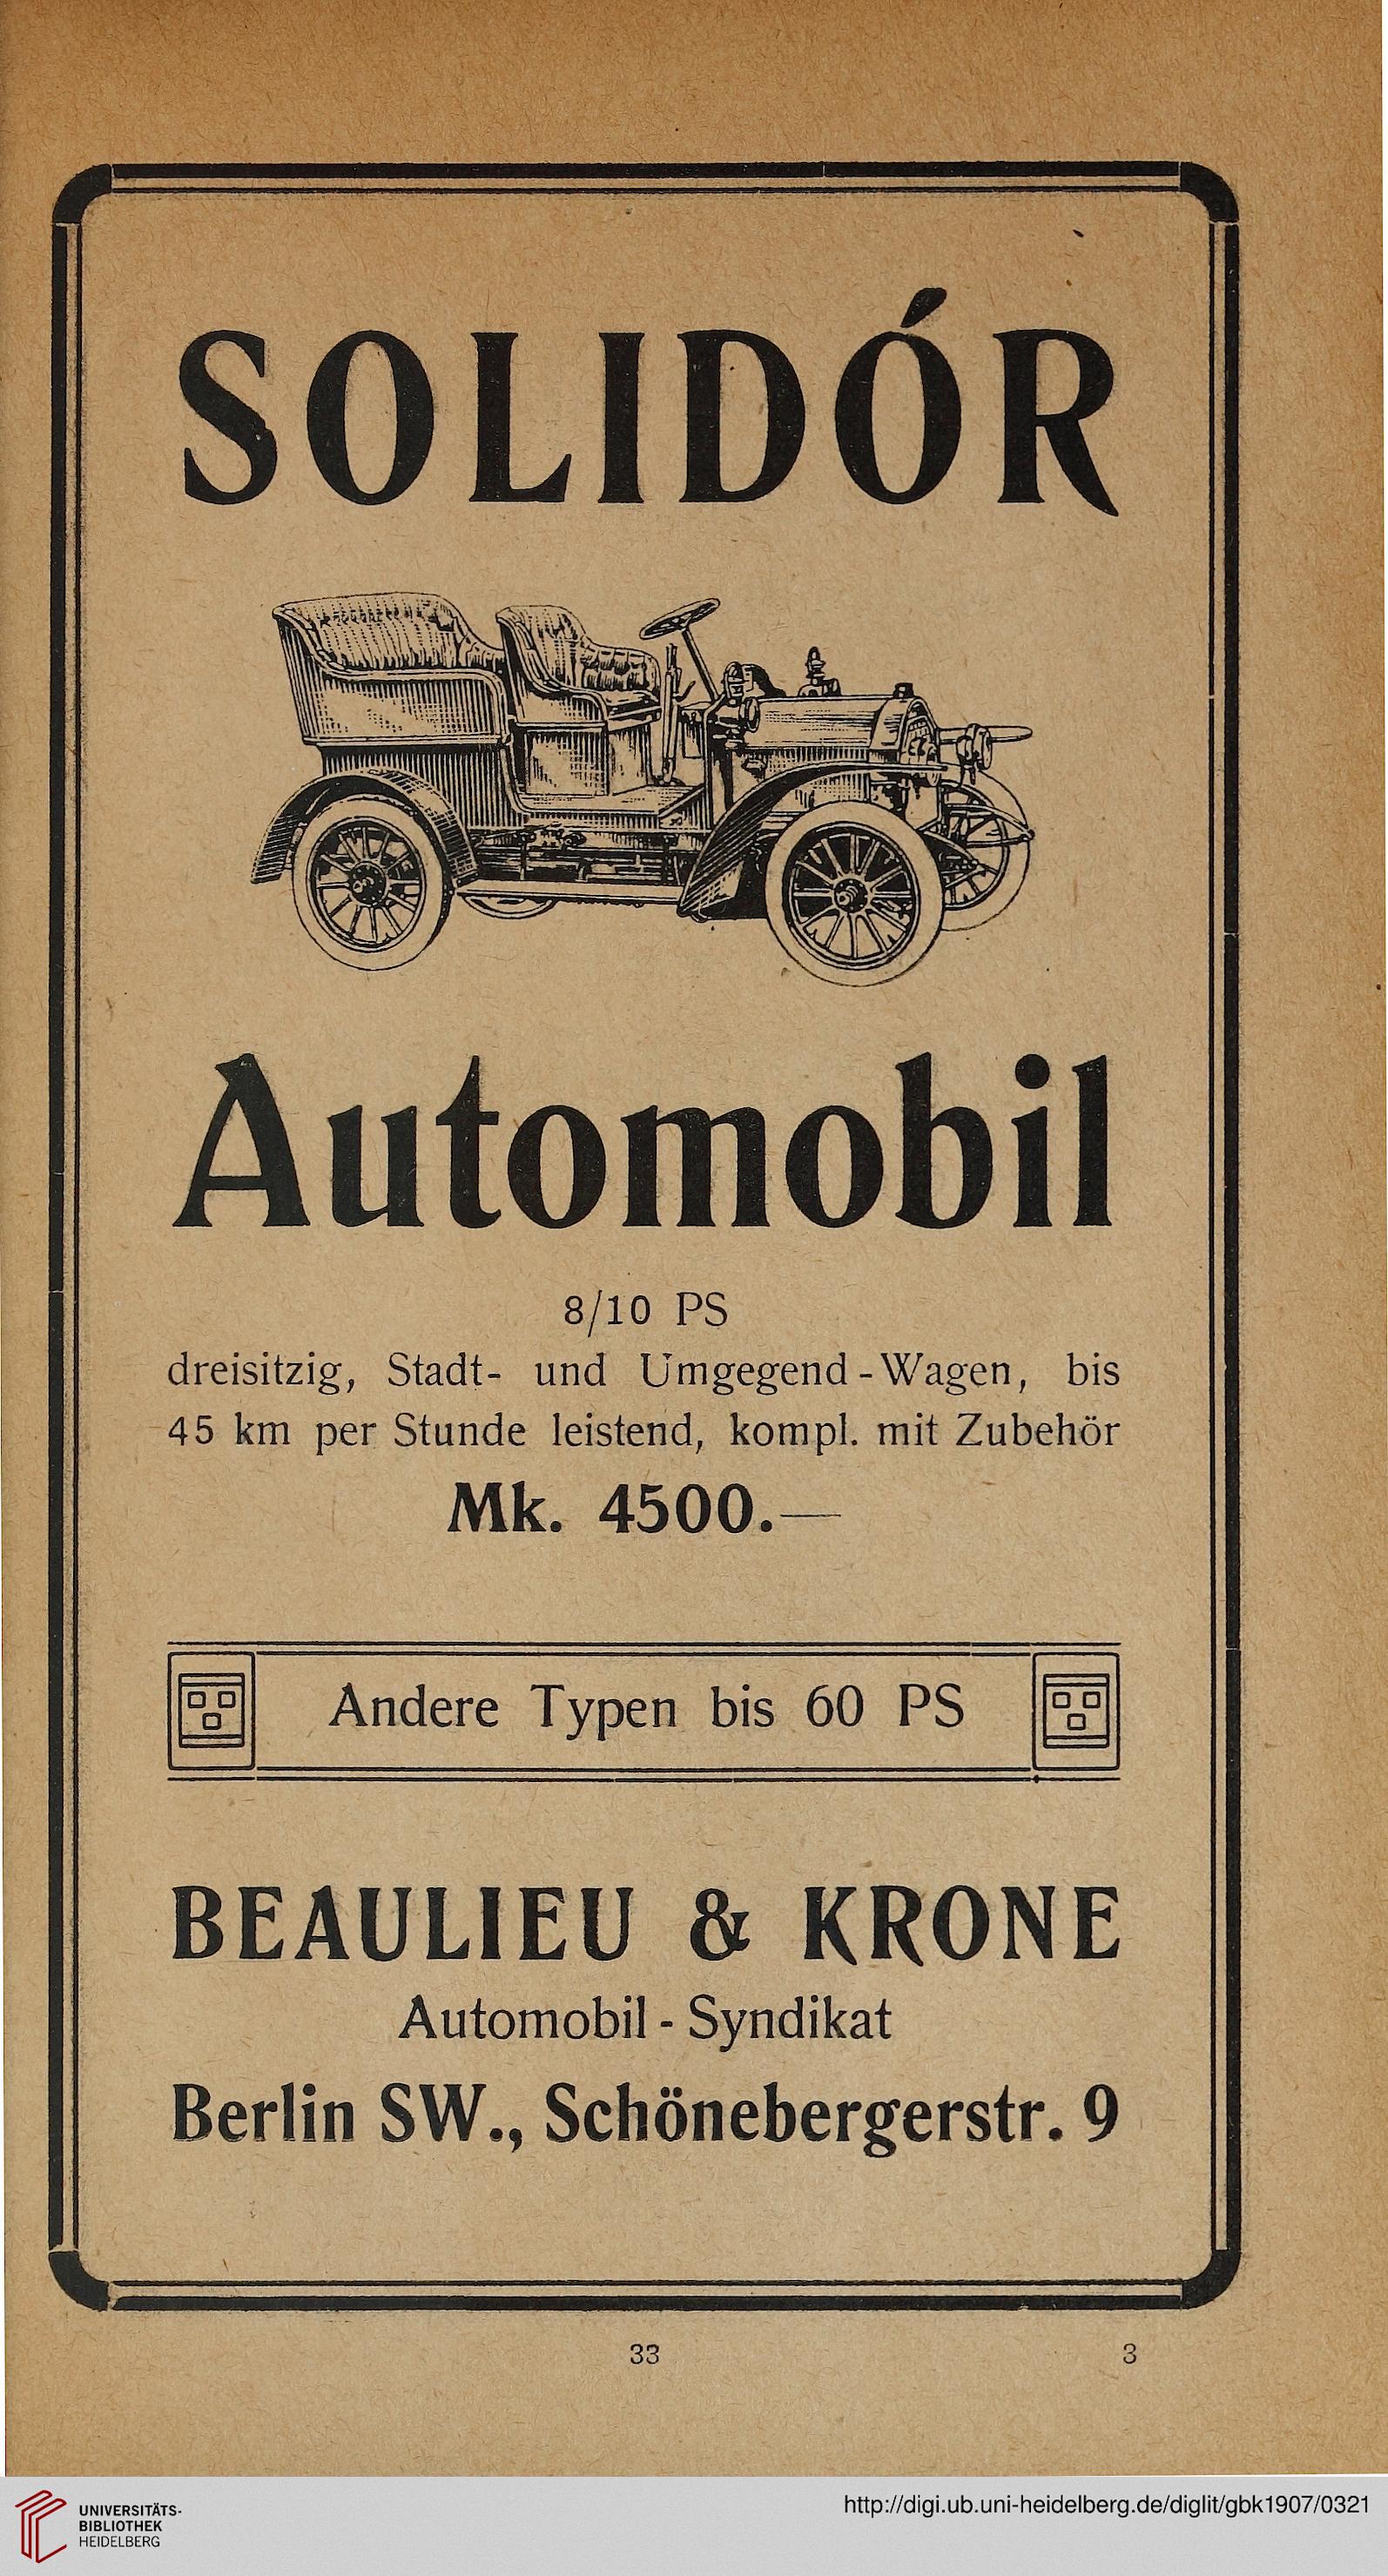 SOLIDÓR
Automobil
8/10 PS
dreisitzig, Stadt- und Umgegend-Wagen, bis
45 km per Stunde leistend, kompl. mit Zubehör
Mk. 4500.—
Andere Typen bis 60 PS
BEAULIEU & KRONE
Automobil-Syndikat
Berlin SW., Schönebergerstr. 9
33 3
UNIVERSITÄTS-
BIBLIOTHEK
HEIDELBERG
http://digi.ub.uni-heidelberg.de/diglit/gbk1907/0321